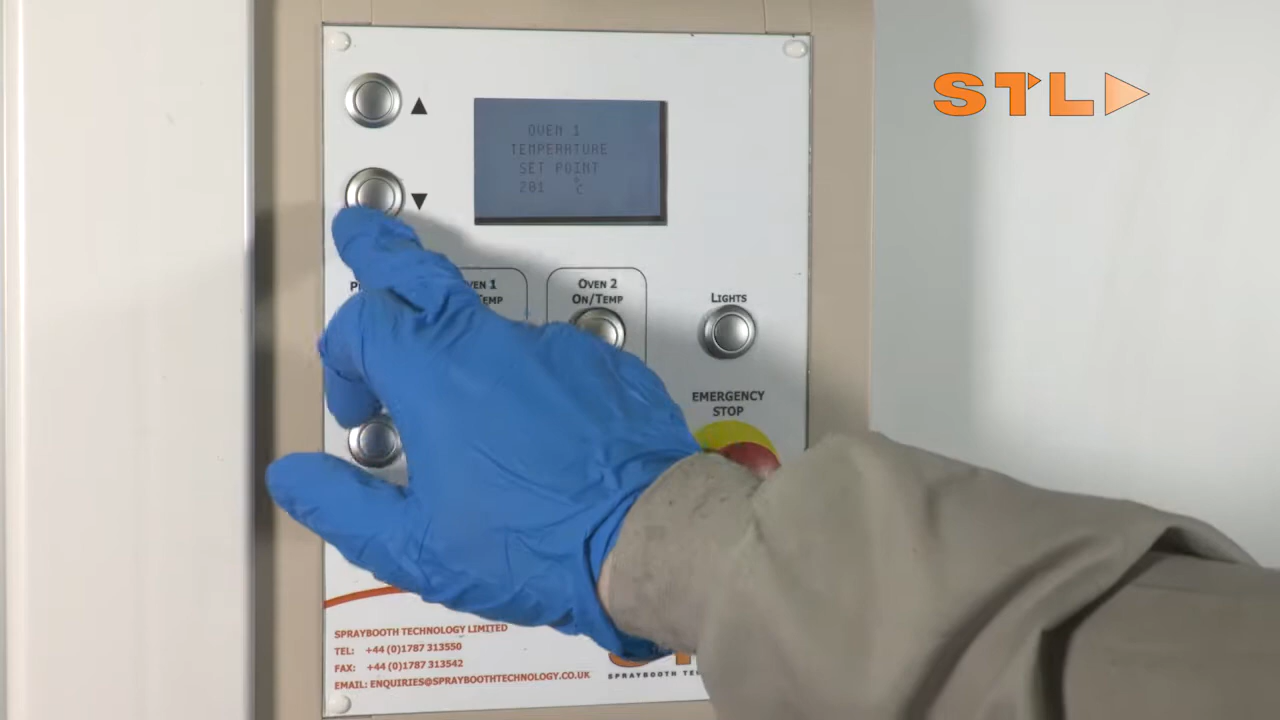 STL
▲
OVEN 1
TEMPERATURE
SET POINT
201 °C
▼
OVEN 2
ON/TEMP
LIGHTS
EMERGENCY
STOP
SPRAYBOOTH TECHNOLOGY LIMITED
TEL: +44 (0)1787 313550
FAX: +44 (0)1787 313542
EMAIL: ENQUIRIES@SPRAYBOOTHTECHNOLOGY.CO.UK
SPRAYBOOTH